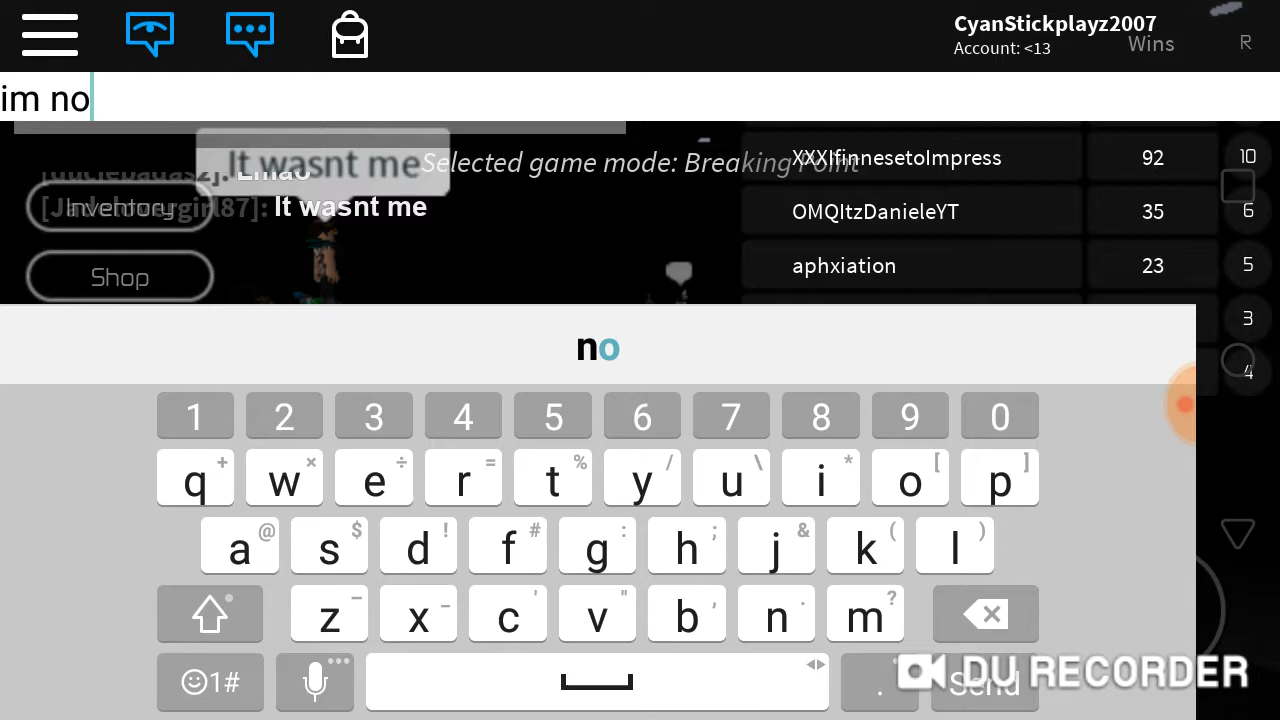 CyanStickplayz2007
Account: <13
Wins
R
im no
It wasnt me
Selected game mode: Breaking Point
XXXIfinnesetoImpress 92 10
Lmao
Inventory
It wasnt me
OMQItzDanieleYT 35 6
Shop
aphxiation 23 5
3
4
no
1 2 3 4 5 6 7 8 9 0
q + w × e ÷ r = t % y / u \ i * o [ p ]
a @ s $ d ! f # g : h ; j & k ( l )
z – x _ c ' v " b , n . m ?
1# . Send
DU RECORDER